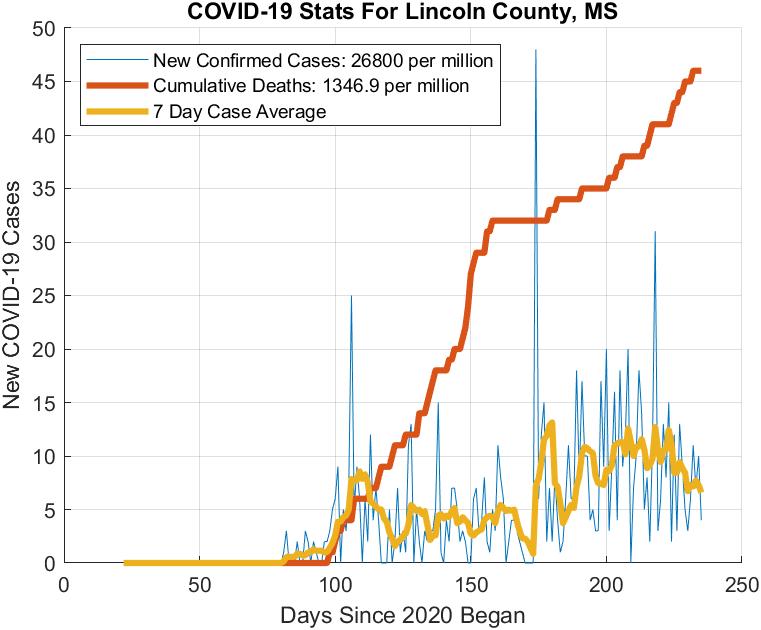 COVID-19 Stats For Lincoln County, MS
50
45
40
35
30
25
20
15
10
5
0
New COVID-19 Cases
New Confirmed Cases: 26800 per million
Cumulative Deaths: 1346.9 per million
7 Day Case Average
0 50 100 150 200 250
Days Since 2020 Began